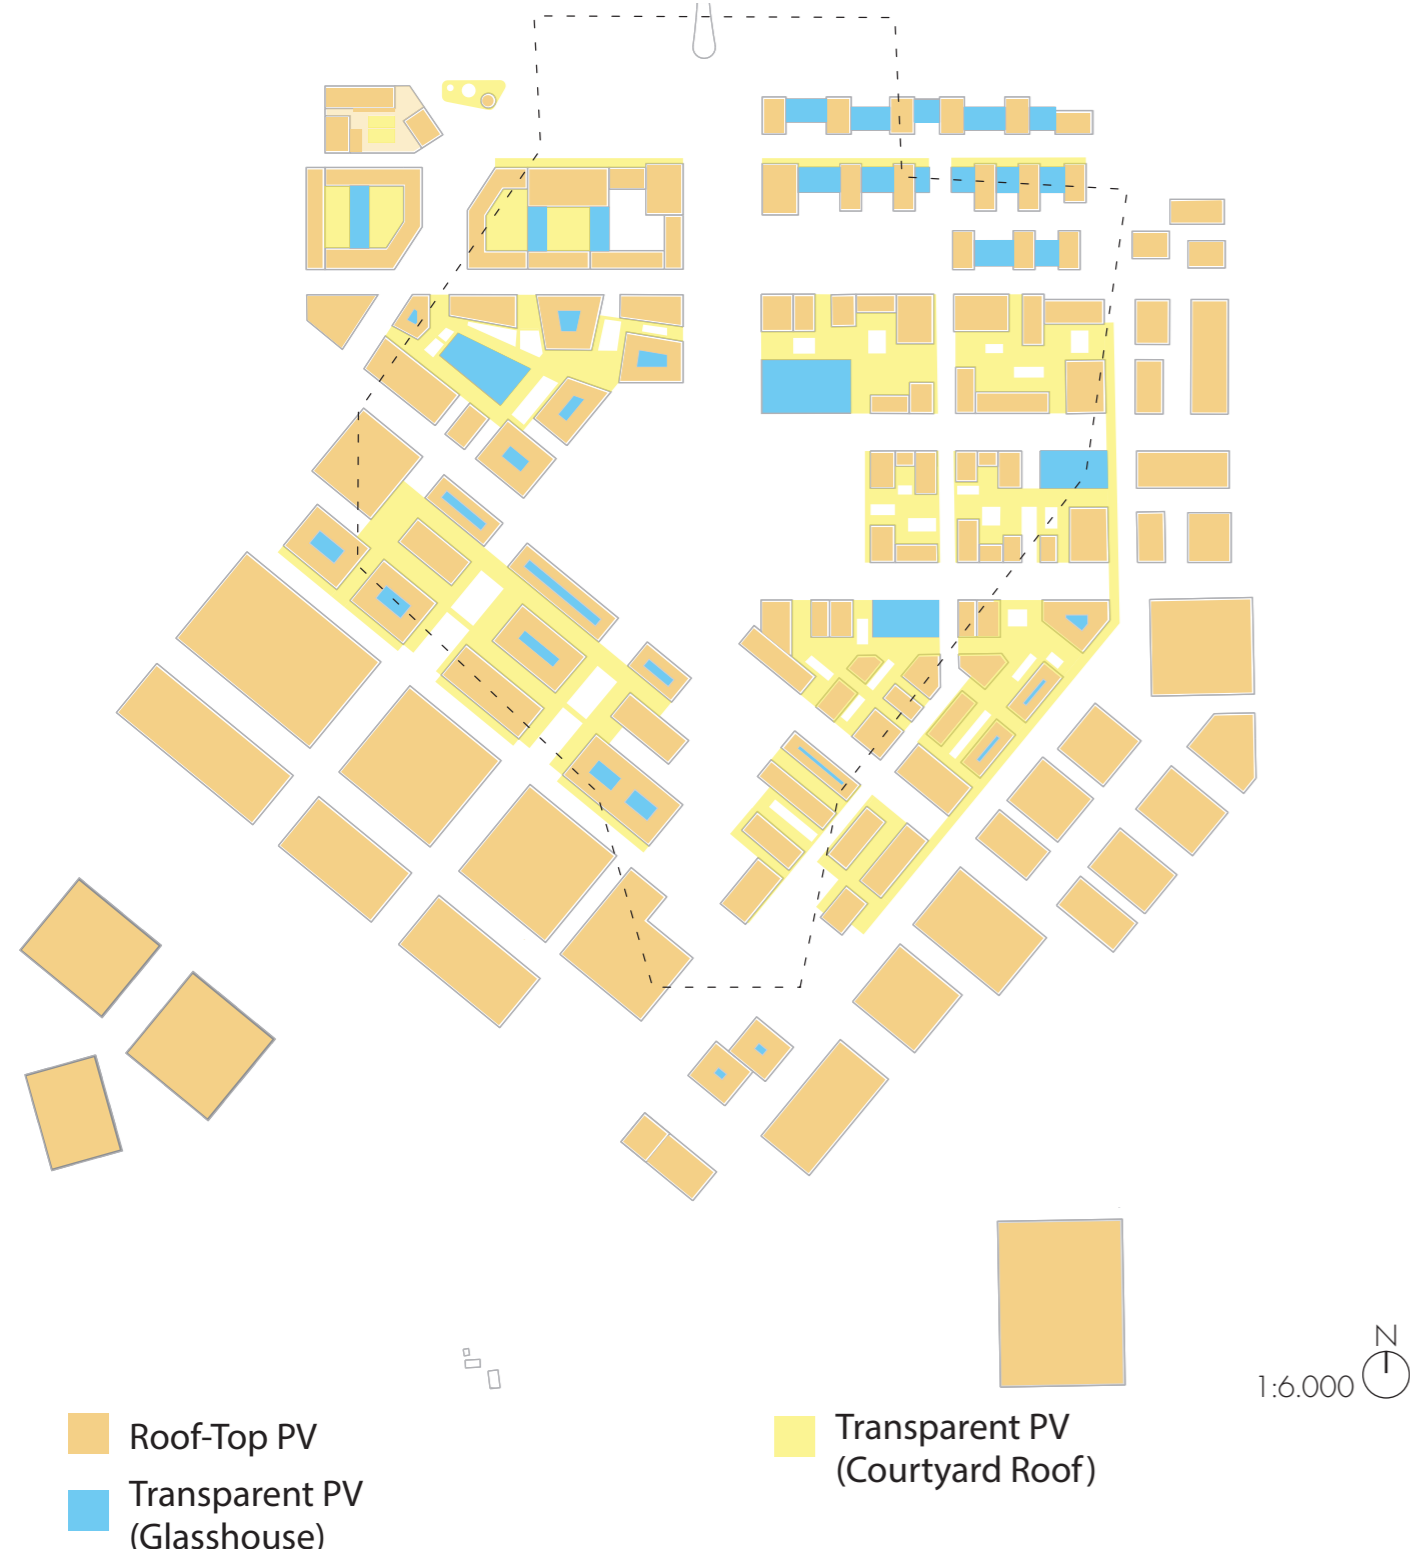 N
1:6.000
Roof-Top PV
Transparent PV
(Glasshouse)
Transparent PV
(Courtyard Roof)